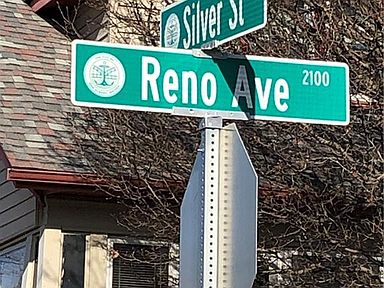 Silver St
Reno Ave 2100